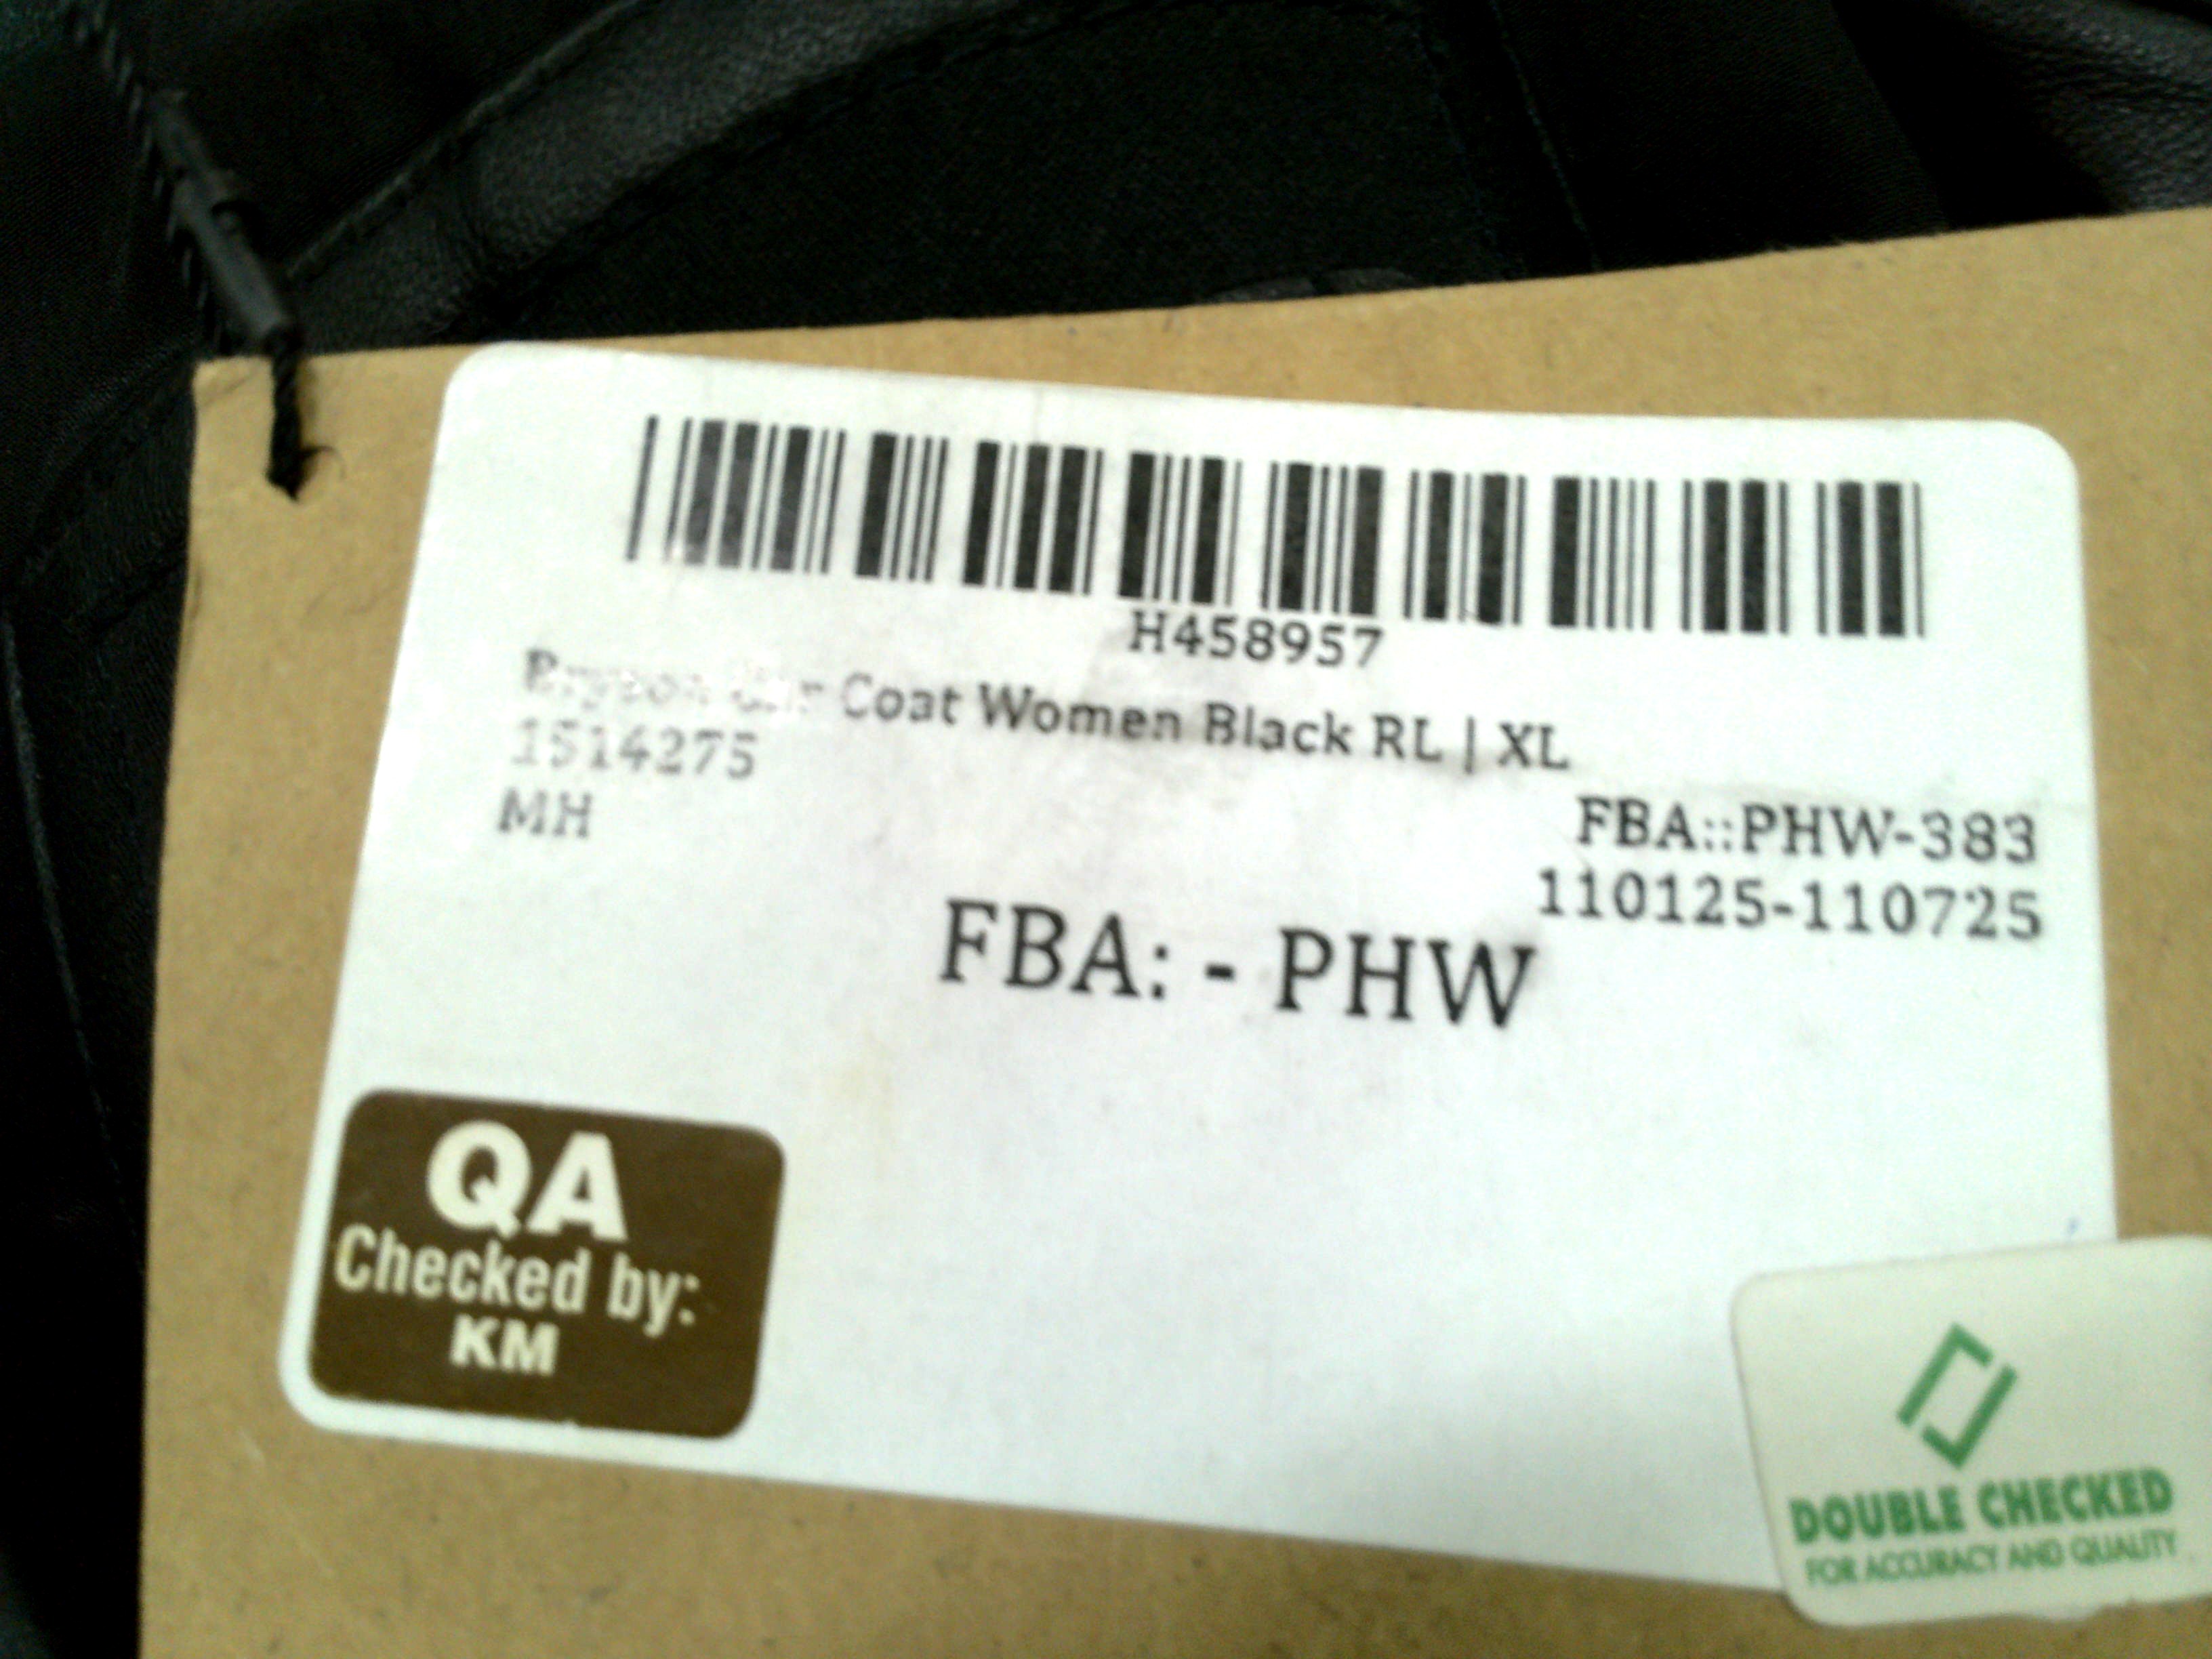 H458957
Coat Women Black RL | XL
1514275
MH
FBA::PHW-383
110125-110725
FBA: - PHW
QA
Checked by:
KM
DOUBLE CHECKED
FOR ACCURACY AND QUALITY